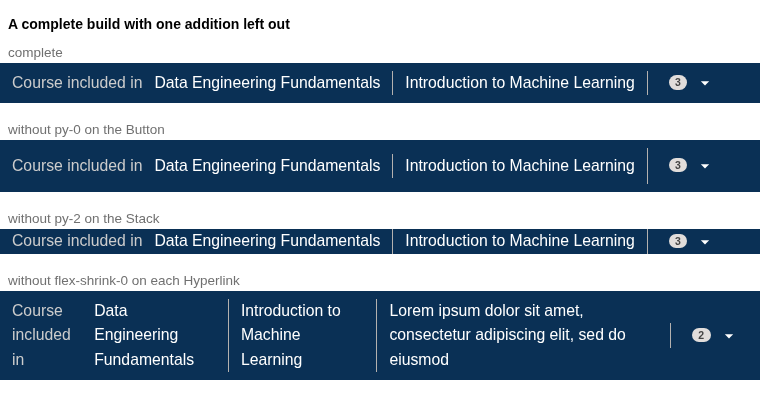 A complete build with one addition left out
complete
Course included in Data Engineering Fundamentals Introduction to Machine Learning 3
without py-0 on the Button
Course included in Data Engineering Fundamentals Introduction to Machine Learning 3
without py-2 on the Stack
Course included in Data Engineering Fundamentals Introduction to Machine Learning 3
without flex-shrink-0 on each Hyperlink
Course included in
Data Engineering Fundamentals
Introduction to Machine Learning
Lorem ipsum dolor sit amet,
consectetur adipiscing elit, sed do
eiusmod
2